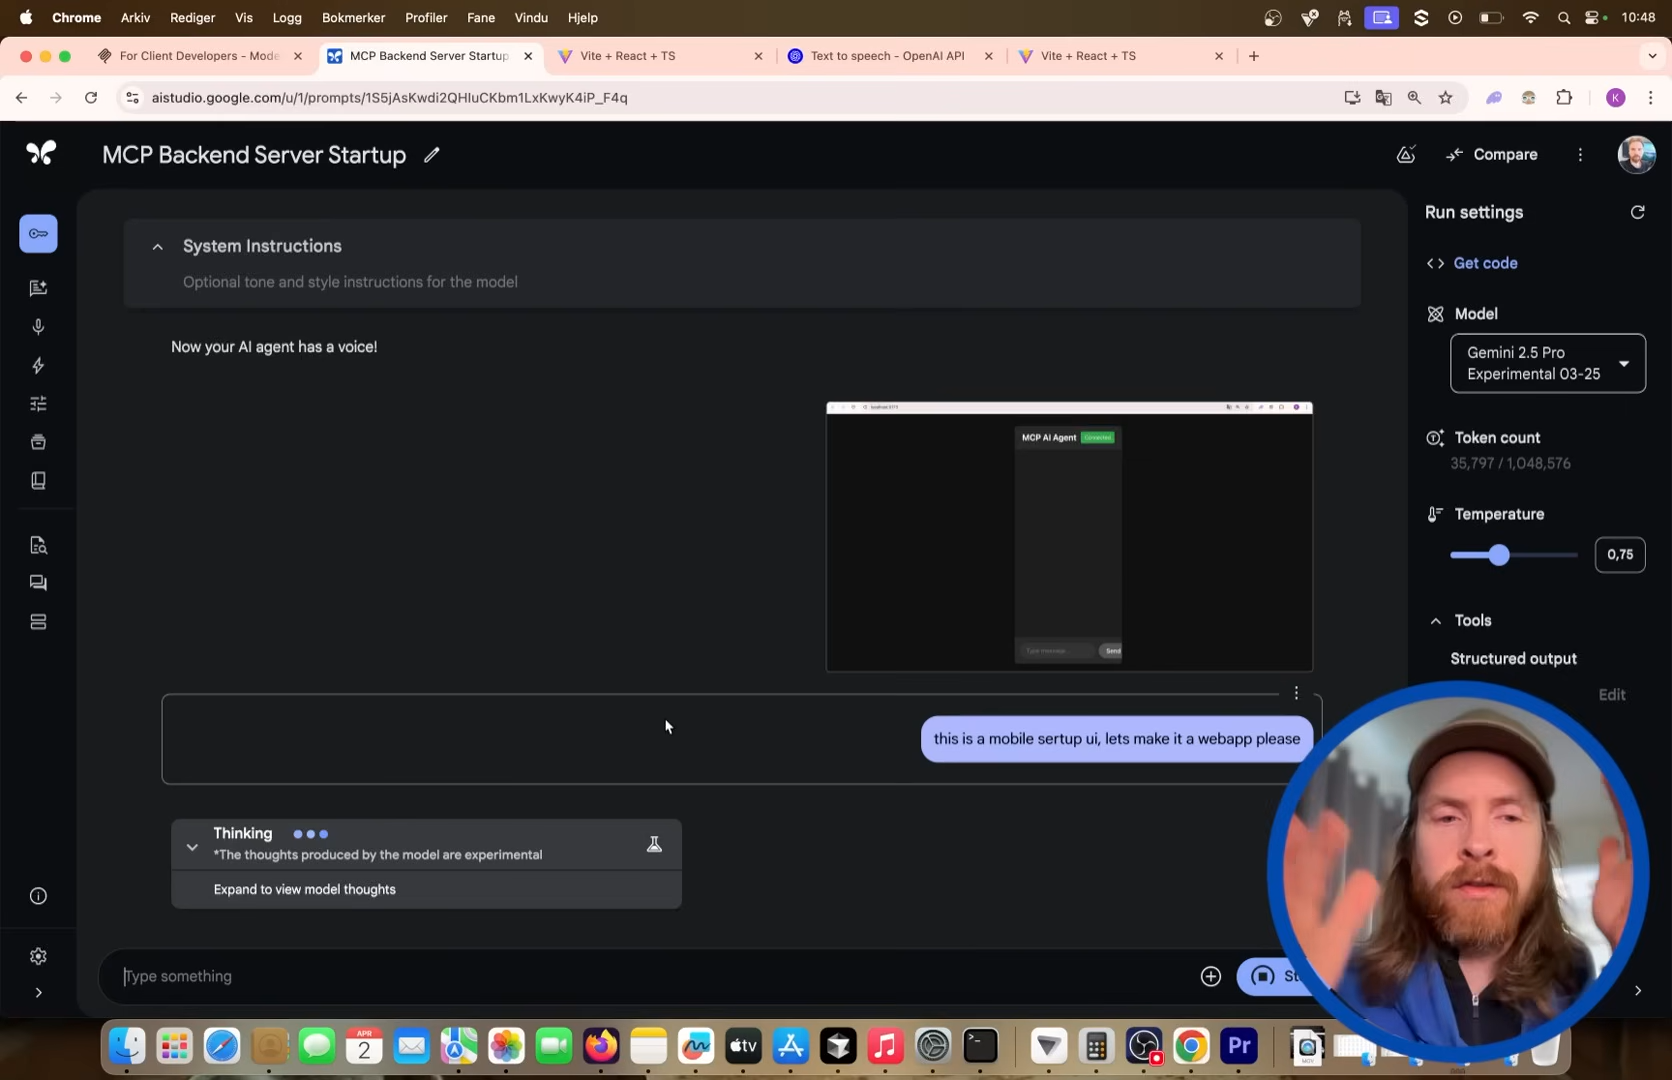 Chrome Arkiv Rediger Vis Logg Bokmerker Profiler Fane Vindu Hjelp 10:48
For Client Developers - Mode MCP Backend Server Startup Vite + React + TS Text to speech - OpenAI API Vite + React + TS
aistudio.google.com/u/1/prompts/1S5jAsKwdi2QHIuCKbm1LxKwyK4iP_F4q K
MCP Backend Server Startup Compare
Run settings
System Instructions
Optional tone and style instructions for the model
Get code
Model
Now your AI agent has a voice!
Gemini 2.5 Pro
Experimental 03-25
MCP AI Agent Connected
Token count
35,797 / 1,048,576
Temperature
0,75
Tools
Type message... Send
Structured output
Edit
this is a mobile sertup ui, lets make it a webapp please
Thinking
*The thoughts produced by the model are experimental
Expand to view model thoughts
Type something
APR
2
tv
Pr